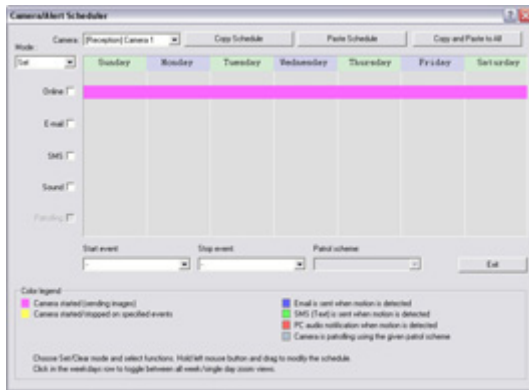 Camera/Alert Scheduler
Camera: [Reception] Camera 1 Copy Schedule Paste Schedule Copy and Paste to All
Mode:
Set Sunday Monday Tuesday Wednesday Thursday Friday Saturday
Online
E-mail
SMS
Sound
Patrolling
Start event: Stop event: Patrol scheme:
- - Exit
Color legend
Camera started (sending images) Email is sent when motion is detected
Camera started/stopped on specified events SMS (Text) is sent when motion is detected
PC audio notification when motion is detected
Camera is patrolling using the given patrol scheme
Choose Set/Clear mode and select functions. Hold left mouse button and drag to modify the schedule.
Click in the weekdays row to toggle between all week/single day zoom views.